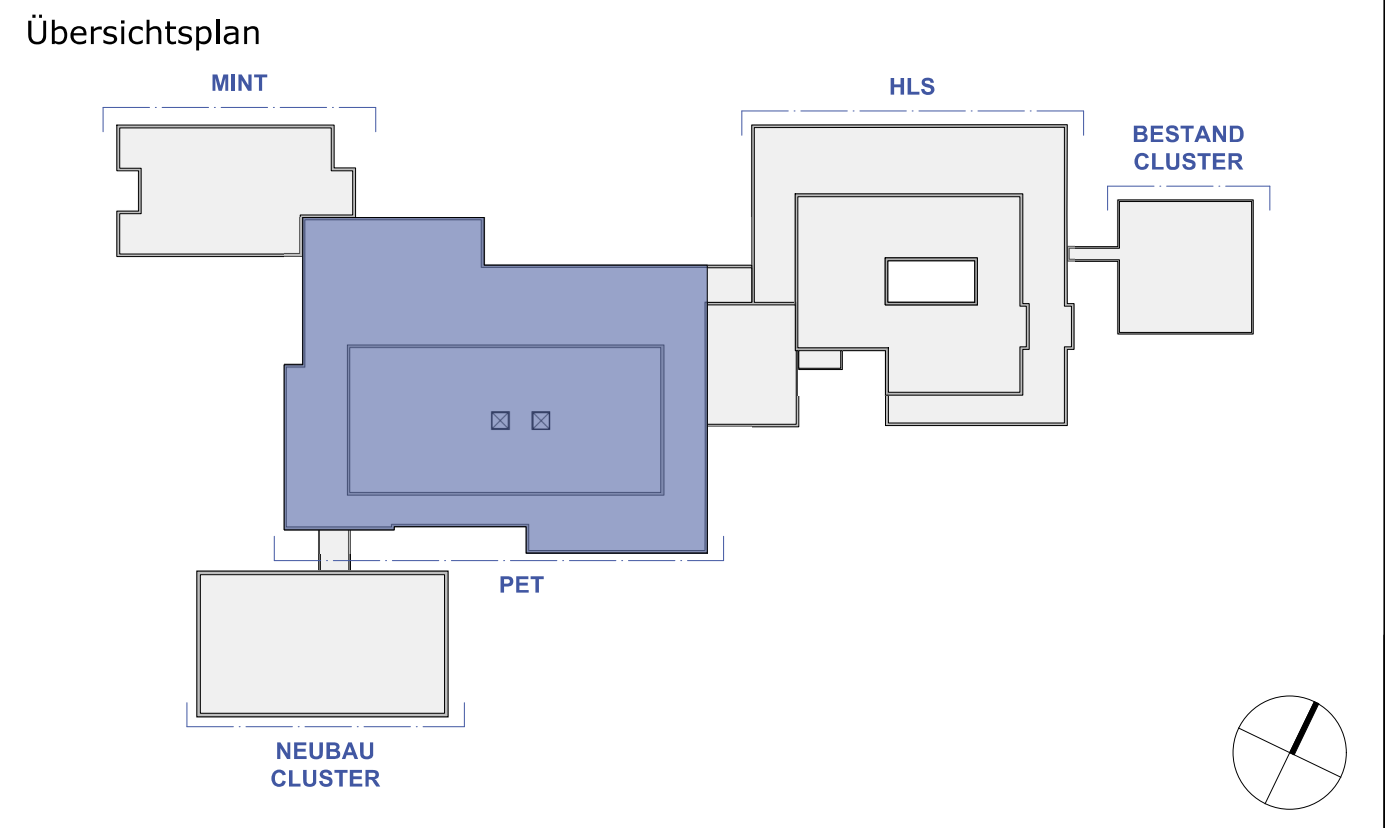 Übersichtsplan
MINT
HLS
BESTAND
CLUSTER
PET
NEUBAU
CLUSTER